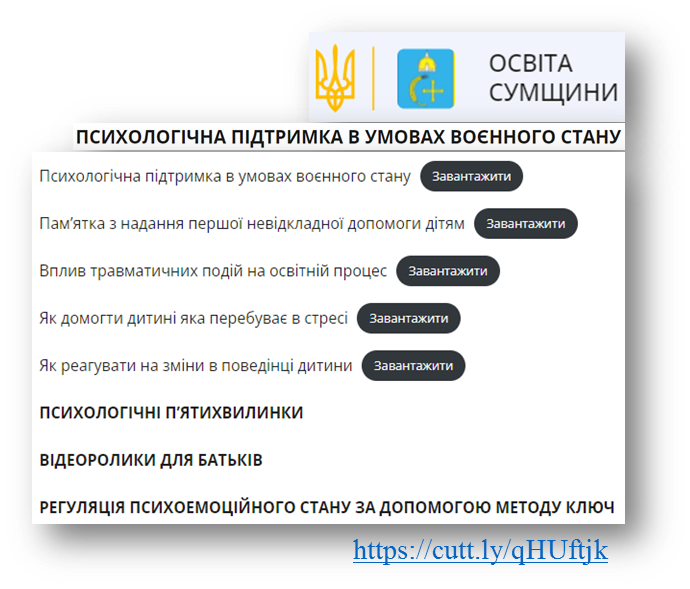 ОСВІТА
СУМЩИНИ
ПСИХОЛОГІЧНА ПІДТРИМКА В УМОВАХ ВОЄННОГО СТАНУ
Психологічна підтримка в умовах воєнного стану Завантажити
Пам’ятка з надання першої невідкладної допомоги дітям Завантажити
Вплив травматичних подій на освітній процес Завантажити
Як домогти дитині яка перебуває в стресі Завантажити
Як реагувати на зміни в поведінці дитини Завантажити
ПСИХОЛОГІЧНІ П’ЯТИХВИЛИНКИ
ВІДЕОРОЛИКИ ДЛЯ БАТЬКІВ
РЕГУЛЯЦІЯ ПСИХОЕМОЦІЙНОГО СТАНУ ЗА ДОПОМОГОЮ МЕТОДУ КЛЮЧ
https://cutt.ly/qHUftjk